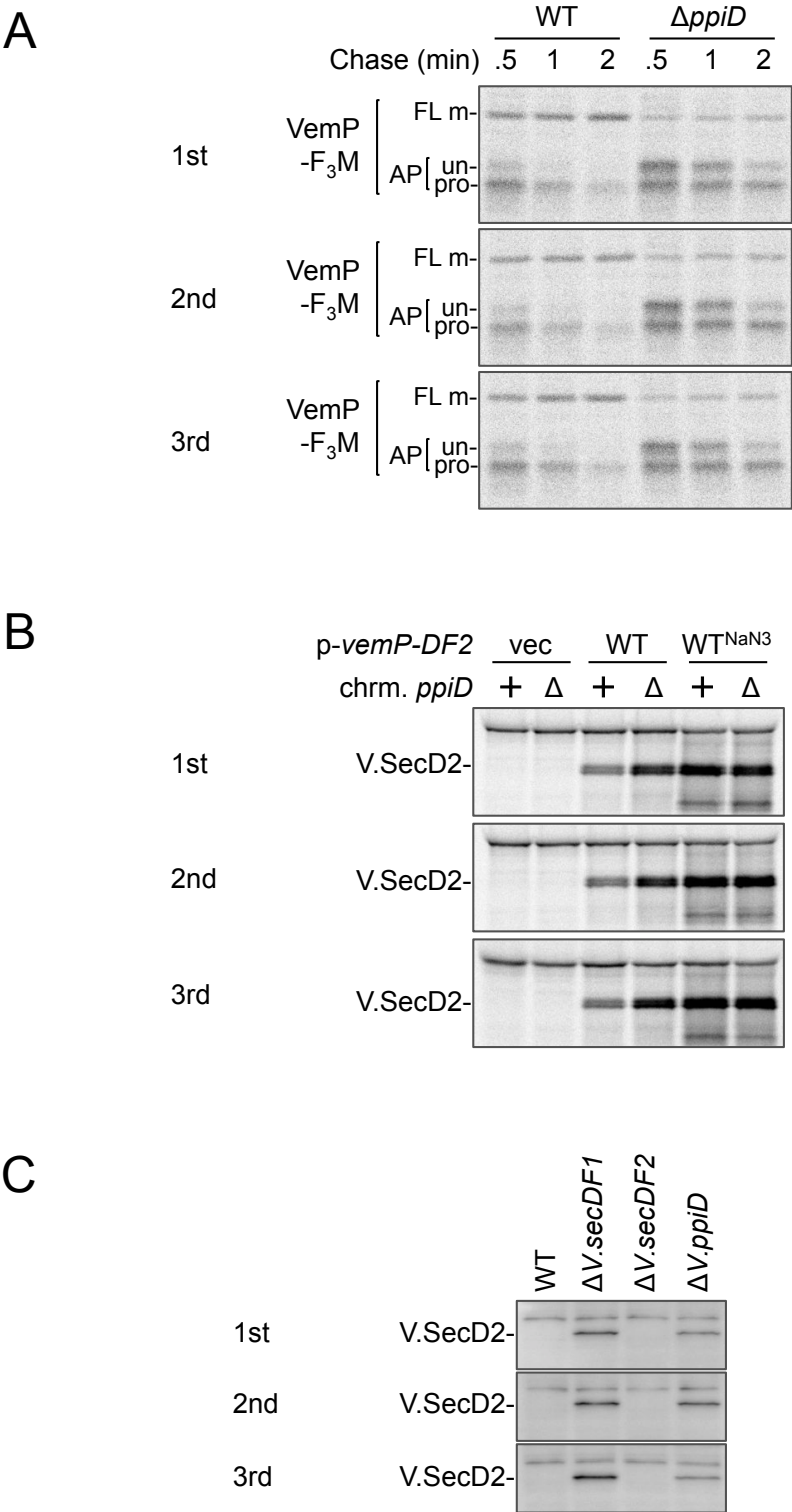 A
WT ΔppiD
Chase (min) .5 1 2 .5 1 2
1st VemP -F₃M FL m- AP un- pro-
2nd VemP -F₃M FL m- AP un- pro-
3rd VemP -F₃M FL m- AP un- pro-
B
p-vemP-DF2 vec WT WTᴺᵃᴺ³
chrm. ppiD + Δ + Δ + Δ
1st V.SecD2-
2nd V.SecD2-
3rd V.SecD2-
C
WT ΔV.secDF1 ΔV.secDF2 ΔV.ppiD
1st V.SecD2-
2nd V.SecD2-
3rd V.SecD2-